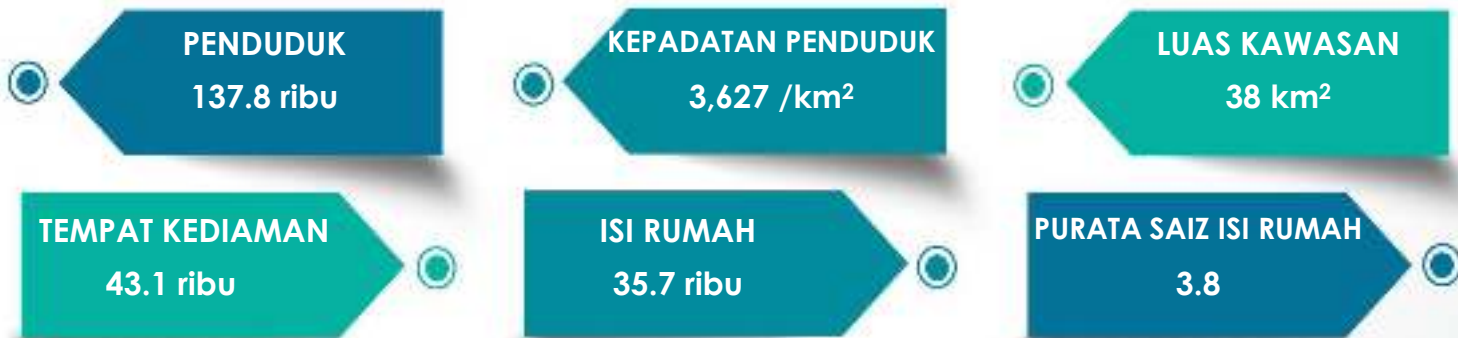 PENDUDUK
137.8 ribu
KEPADATAN PENDUDUK
3,627 /km²
LUAS KAWASAN
38 km²
TEMPAT KEDIAMAN
43.1 ribu
ISI RUMAH
35.7 ribu
PURATA SAIZ ISI RUMAH
3.8